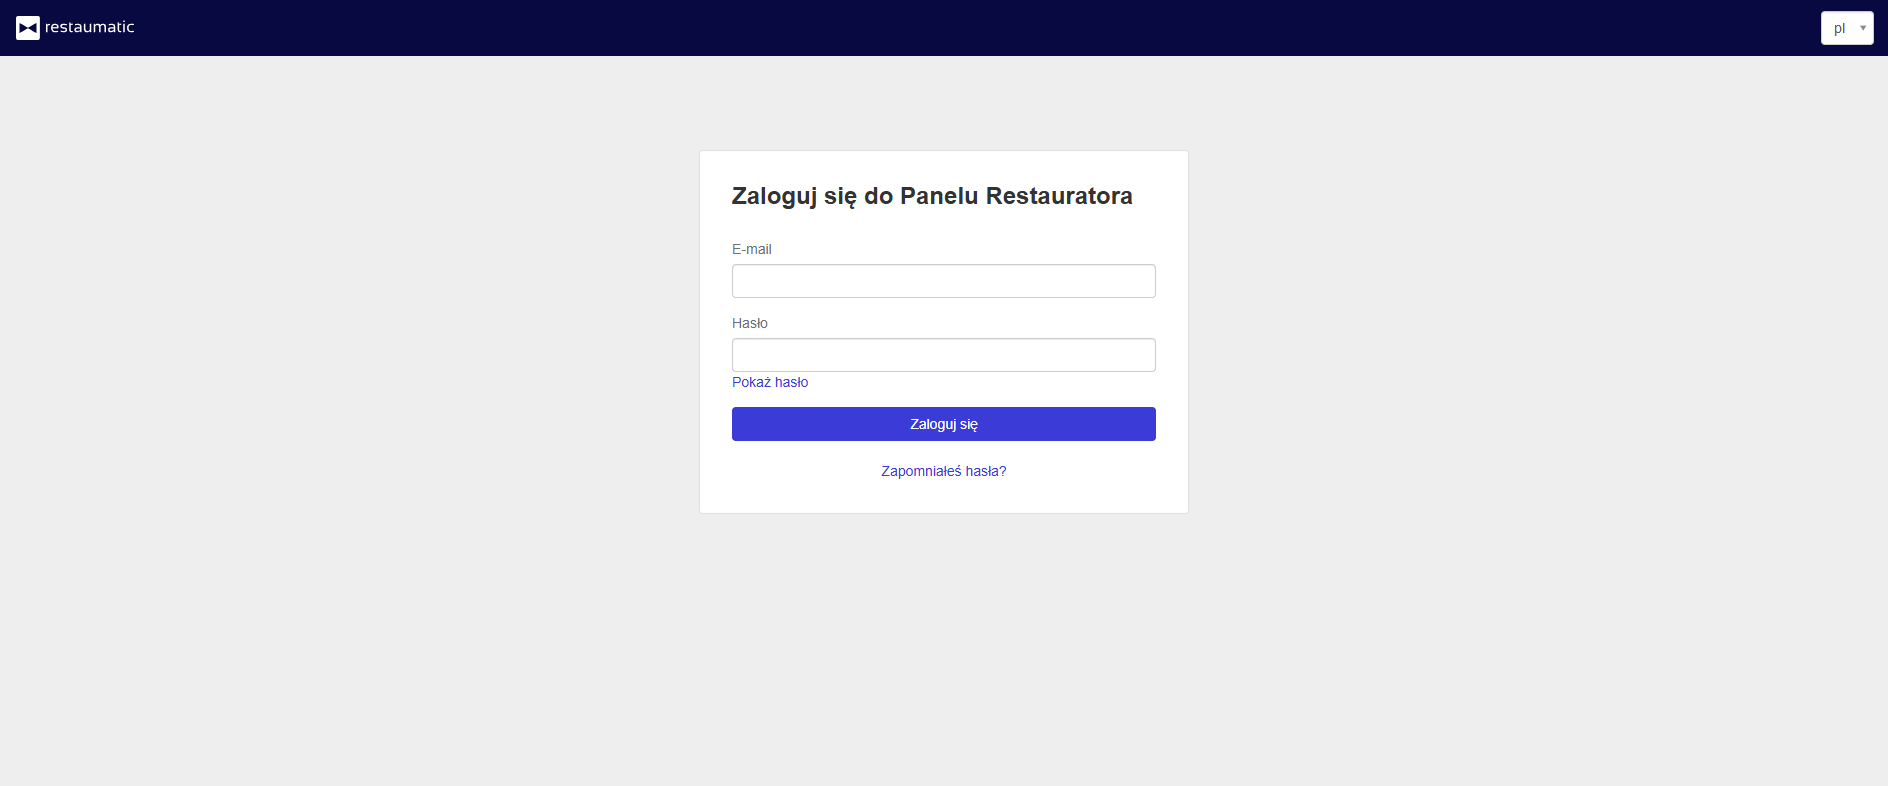 restaumatic
pl
Zaloguj się do Panelu Restauratora
E-mail
Hasło
Pokaż hasło
Zaloguj się
Zapomniałeś hasła?